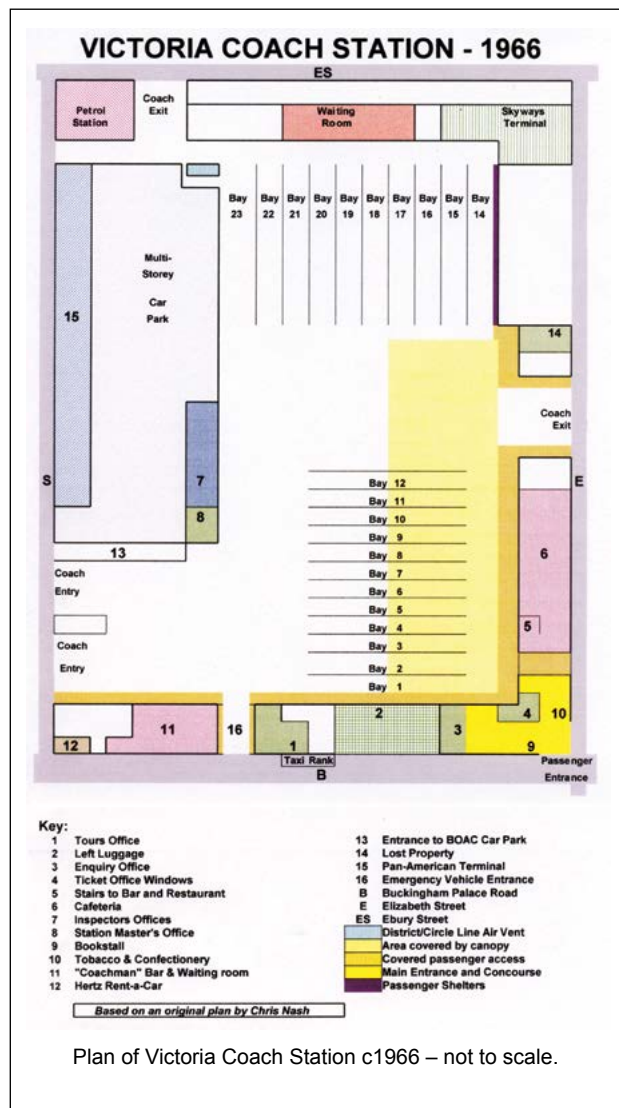 VICTORIA COACH STATION - 1966
ES
Petrol
Station
Coach
Exit
Waiting
Room
Skyways
Terminal
Bay
23
Bay
22
Bay
21
Bay
20
Bay
19
Bay
18
Bay
17
Bay
16
Bay
15
Bay
14
Multi-
Storey
Car
Park
15
14
Coach
Exit
S
E
7
8
Bay 12
Bay 11
Bay 10
Bay 9
Bay 8
Bay 7
Bay 6
Bay 5
Bay 4
Bay 3
Bay 2
Bay 1
6
5
13
Coach
Entry
Coach
Entry
12
11
16
1
2
3
4
10
9
Taxi Rank
B
Passenger
Entrance
Key:
1 Tours Office
2 Left Luggage
3 Enquiry Office
4 Ticket Office Windows
5 Stairs to Bar and Restaurant
6 Cafeteria
7 Inspectors Offices
8 Station Master's Office
9 Bookstall
10 Tobacco & Confectionery
11 "Coachman" Bar & Waiting room
12 Hertz Rent-a-Car
13 Entrance to BOAC Car Park
14 Lost Property
15 Pan-American Terminal
16 Emergency Vehicle Entrance
B Buckingham Palace Road
E Elizabeth Street
ES Ebury Street
District/Circle Line Air Vent
Area covered by canopy
Covered passenger access
Main Entrance and Concourse
Passenger Shelters
Based on an original plan by Chris Nash
Plan of Victoria Coach Station c1966 – not to scale.